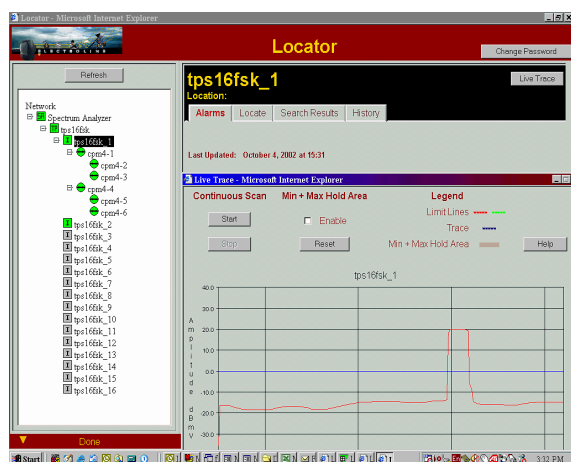 Locator - Microsoft Internet Explorer
ELECTROLINE
Locator
Change Password
Refresh
Network
Spectrum Analyzer
tps16fsk
tps16fsk_1
cpm4-1
cpm4-2
cpm4-3
cpm4-4
cpm4-5
cpm4-6
tps16fsk_2
tps16fsk_3
tps16fsk_4
tps16fsk_5
tps16fsk_6
tps16fsk_7
tps16fsk_8
tps16fsk_9
tps16fsk_10
tps16fsk_11
tps16fsk_12
tps16fsk_13
tps16fsk_14
tps16fsk_15
tps16fsk_16
Done
tps16fsk_1
Live Trace
Location:
Alarms Locate Search Results History
Last Updated: October 4, 2002 at 15:31
Live Trace - Microsoft Internet Explorer
Continuous Scan Min + Max Hold Area Legend
Start Enable Limit Lines
Trace
Stop Reset Min + Max Hold Area Help
tps16fsk_1
Amplitude dBmV
40.0
30.0
20.0
10.0
.0
-10.0
-20.0
-30.0
Start
3:32 PM